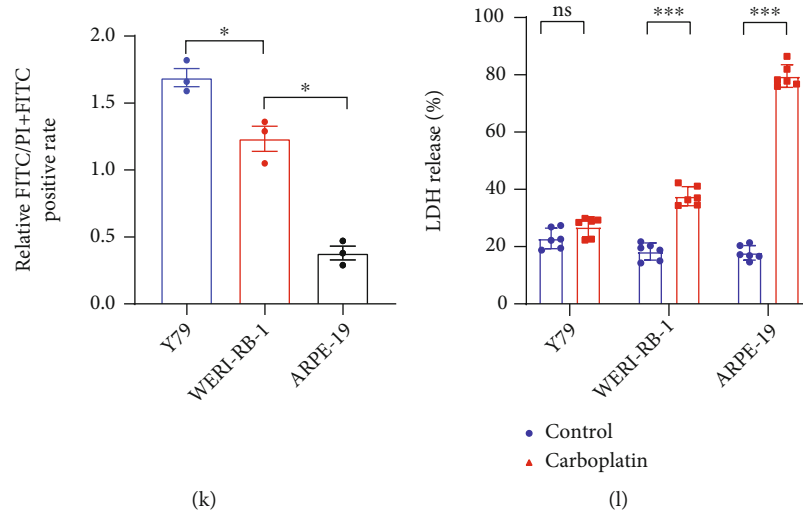 Relative FITC/PI+FITC
positive rate
2.0
1.5
1.0
0.5
0.0
*
*
Y79
WERI-RB-1
ARPE-19
(k)
LDH release (%)
100
80
60
40
20
0
ns
***
***
Y79
WERI-RB-1
ARPE-19
Control
Carboplatin
(l)